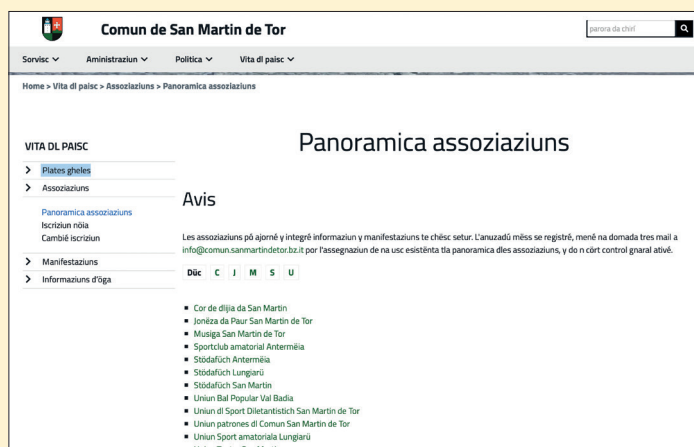 Comun de San Martin de Tor
parora da chirí
Sorvisc
Aministraziun
Politica
Vita dl paisc
Home > Vita dl paisc > Assoziaziuns > Panoramica assoziaziuns
VITA DL PAISC
Plates gheles
Assoziaziuns
Panoramica assoziaziuns
Iscriziun nöia
Cambié iscriziun
Manifestaziuns
Informaziuns d'öga
Panoramica assoziaziuns
Avis
Les assoziaziuns pô ajorné y integré informaziun y manifestaziuns te chësc setur. L'anuzadú mëss se registré, menè na domada tres mail a
info@comun.sanmartindetor.bz.it por l'assegnaziun de na usc esistënta tla panoramica dles assoziaziuns, y do n cört control gnaral ativé.
Düc C J M S U
Cor de dlijia da San Martin
Jonëza da Paur San Martin de Tor
Musiga San Martin de Tor
Sportclub amatorial Antermëia
Stödafüch Antermëia
Stödafüch Lungiarü
Stödafüch San Martin
Uniun Bal Popular Val Badia
Uniun dl Sport Diletantistich San Martin de Tor
Uniun patrones dl Comun San Martin de Tor
Uniun Sport amatoriala Lungiarü